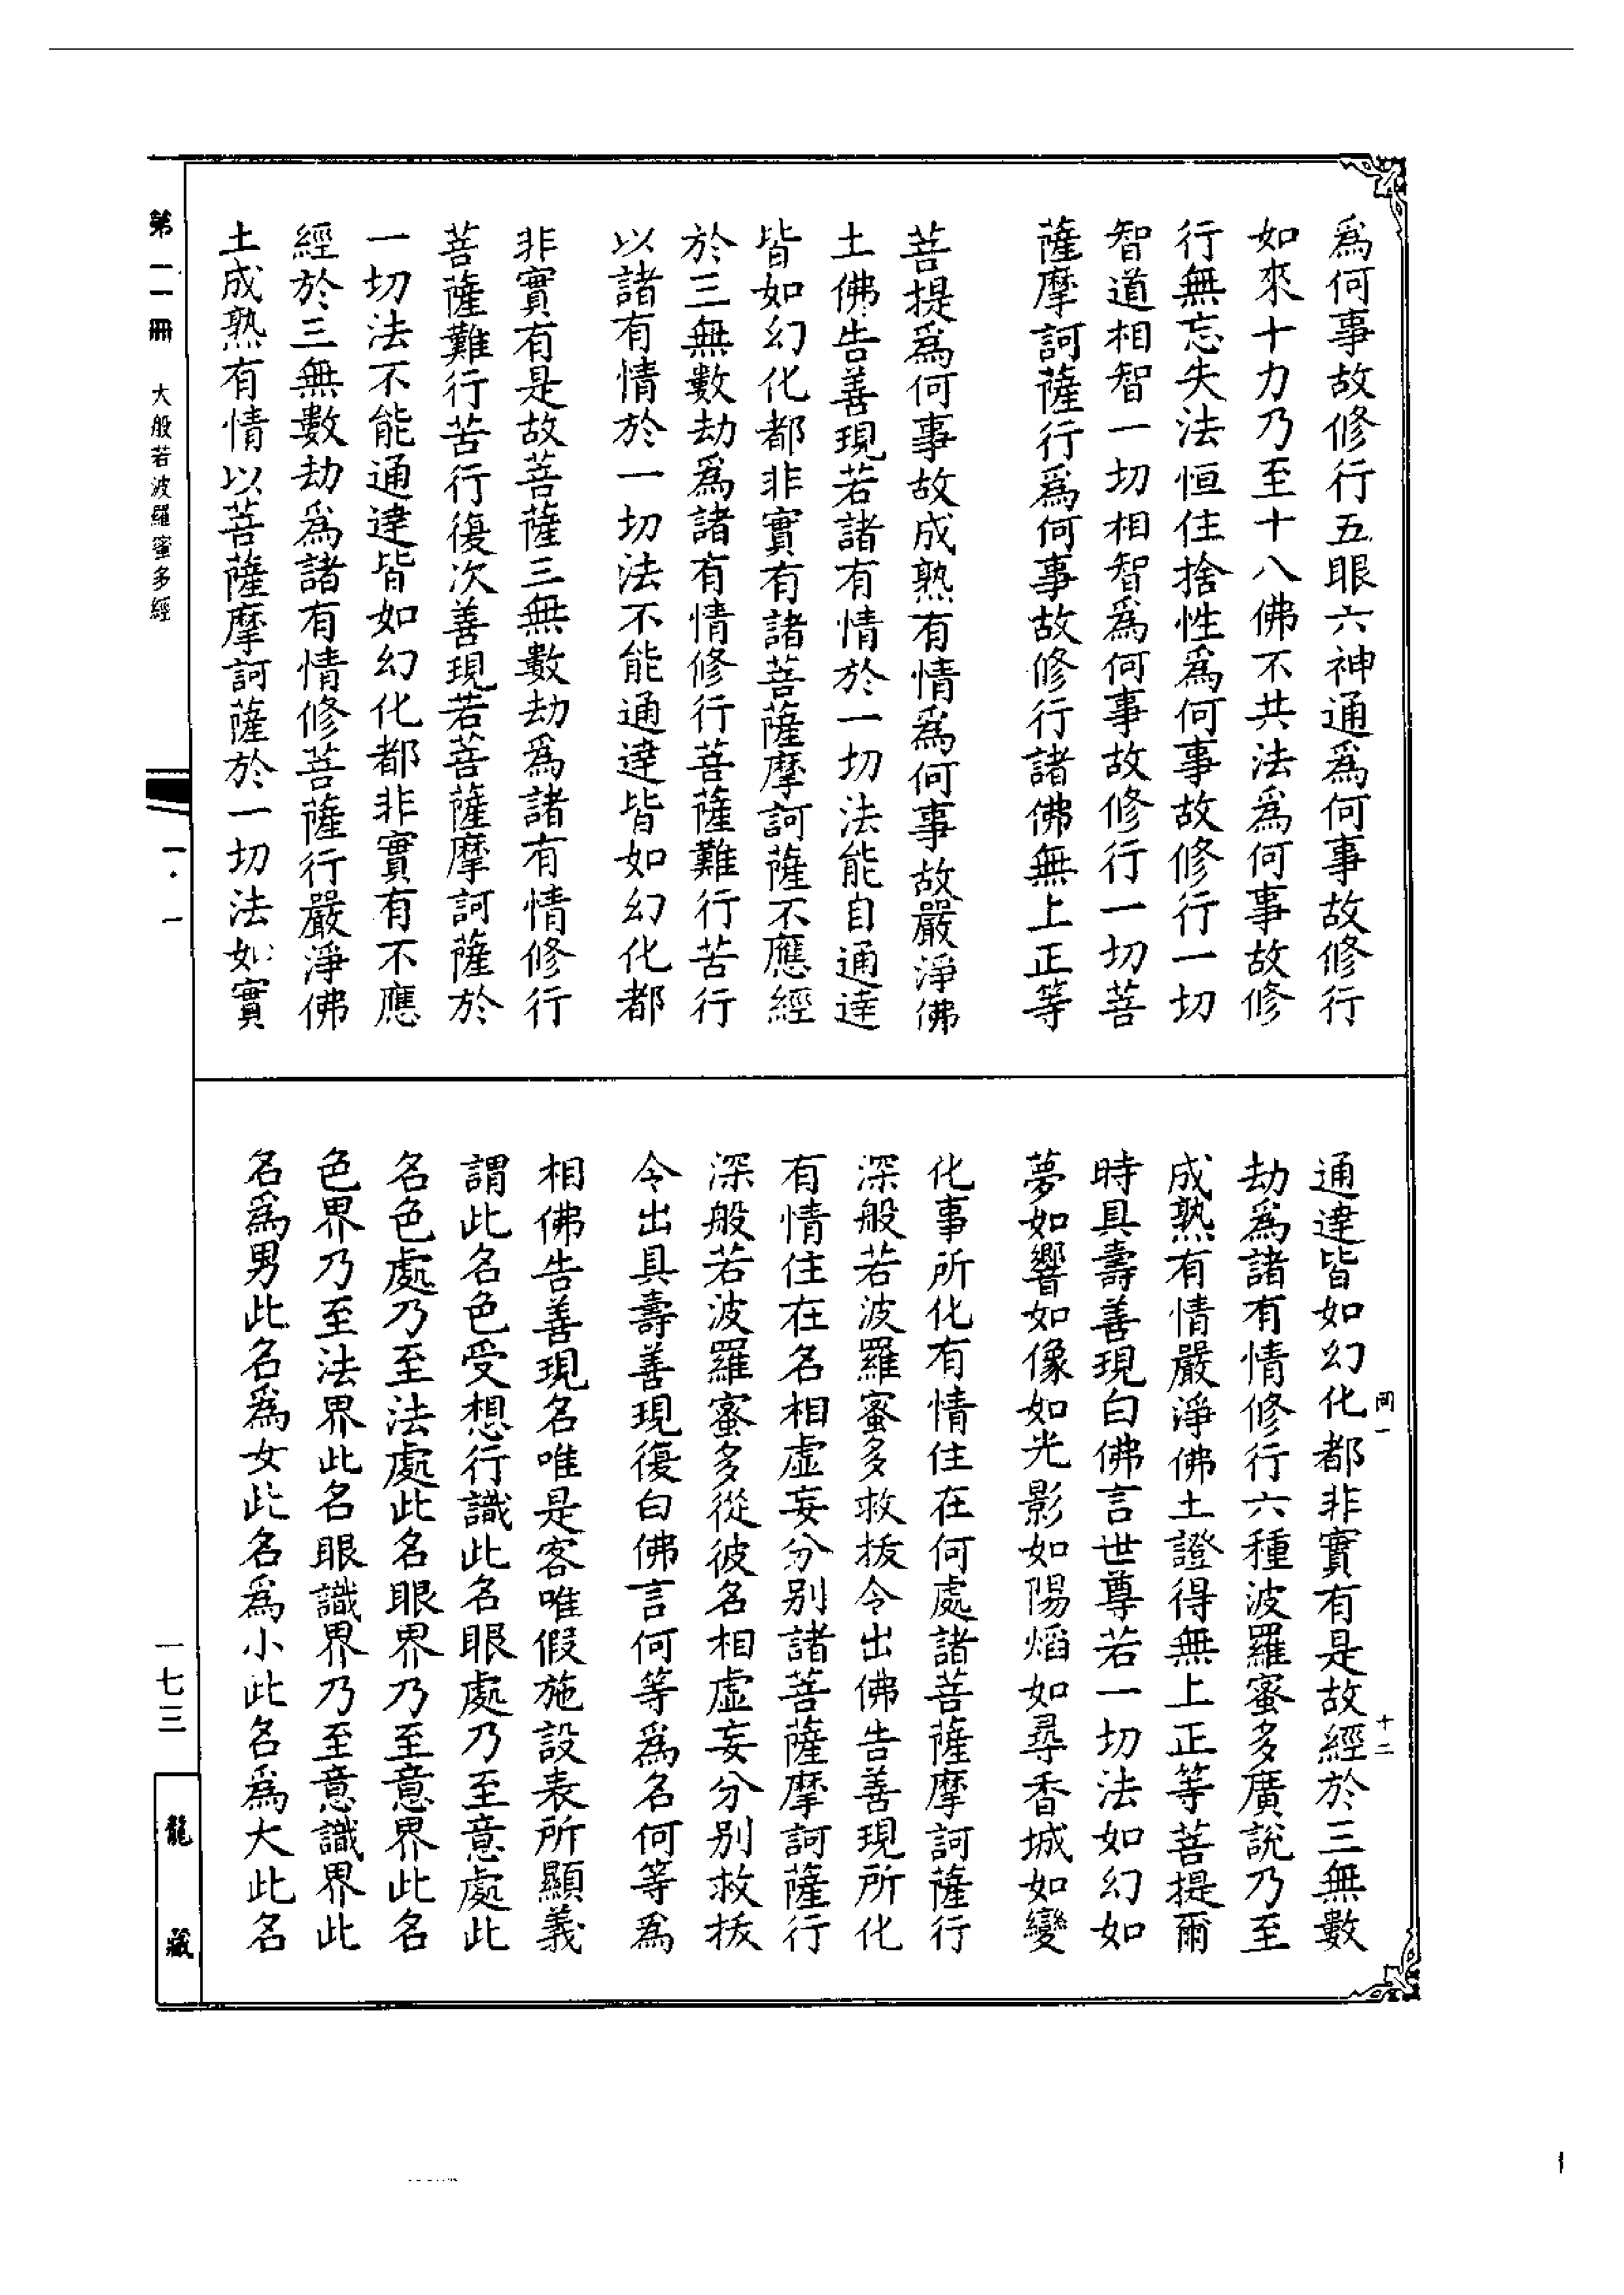 為何事故修行五眼六神通為何事故修行
如來十力乃至十八佛不共法為何事故修
行無忘失法恒住捨性為何事故修行一切
智道相智一切相智為何事故修行一切菩
薩摩訶薩行為何事故修行諸佛無上正等
菩提為何事故成熟有情為何事故嚴淨佛
土佛告善現若諸有情於一切法能自通達
皆如幻化都非實有諸菩薩摩訶薩不應經
於三無數劫為諸有情修行菩薩難行苦行
以諸有情於一切法不能通達皆如幻化都
非實有是故菩薩三無數劫為諸有情修行
菩薩難行苦行復次善現若菩薩摩訶薩於
一切法不能通達皆如幻化都非實有不應
經於三無數劫為諸有情修菩薩行嚴淨佛
土成熟有情以菩薩摩訶薩於一切法如實
通達皆如幻化都非實有是故經於三無數
劫為諸有情修行六種波羅蜜多廣說乃至
成熟有情嚴淨佛土證得無上正等菩提爾
時具壽善現白佛言世尊若一切法如幻如
夢如響如像如光影如陽焰如尋香城如變
化事所化有情住在何處諸菩薩摩訶薩行
深般若波羅蜜多救拔令出佛告善現所化
有情住在名相虛妄分別諸菩薩摩訶薩行
深般若波羅蜜多從彼名相虛妄分別救拔
令出具壽善現復白佛言何等為名何等為
相佛告善現名唯是客唯假施設表所顯義
謂此名色受想行識此名眼處乃至意處此
名色處乃至法處此名眼界乃至意界此名
色界乃至法界此名眼識界乃至意識界此
名為男此名為女此名為小此名為大此名
十二
大般若波羅蜜多經
一七三
龍藏